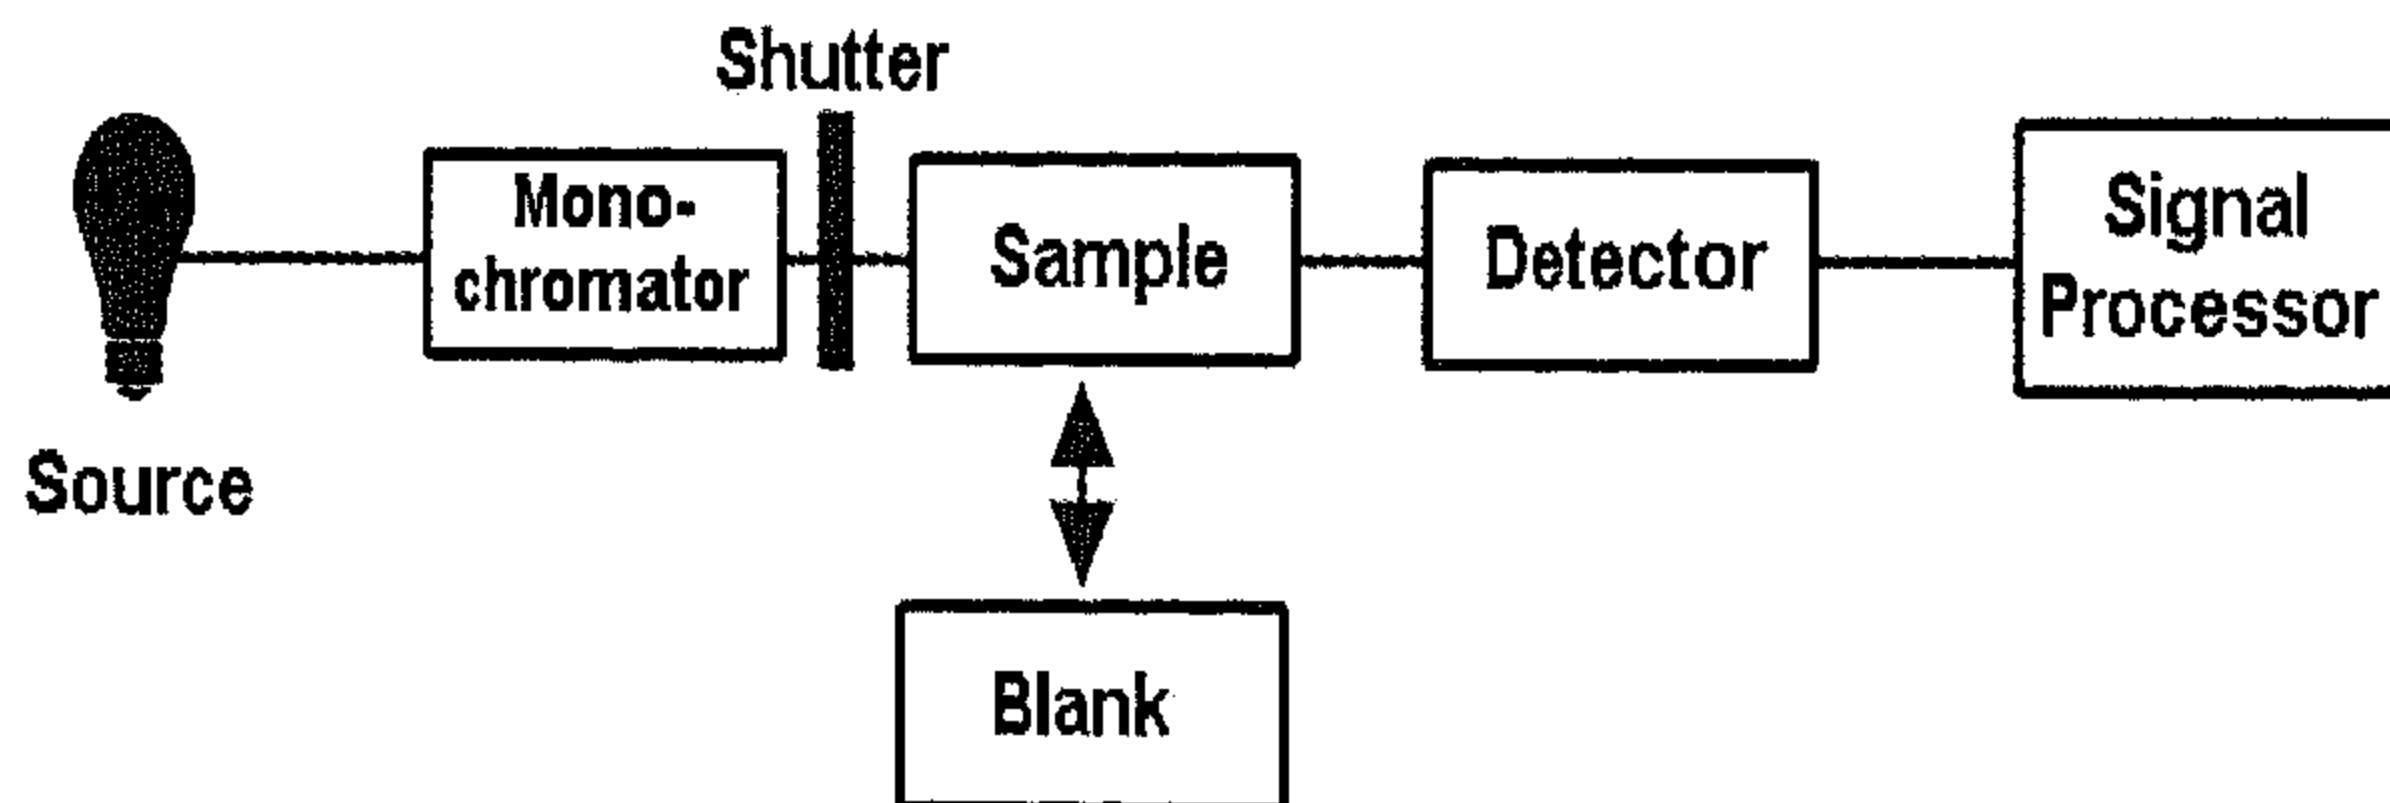 Shutter
Mono-
chromator
Sample
Detector
Signal
Processor
Source
Blank